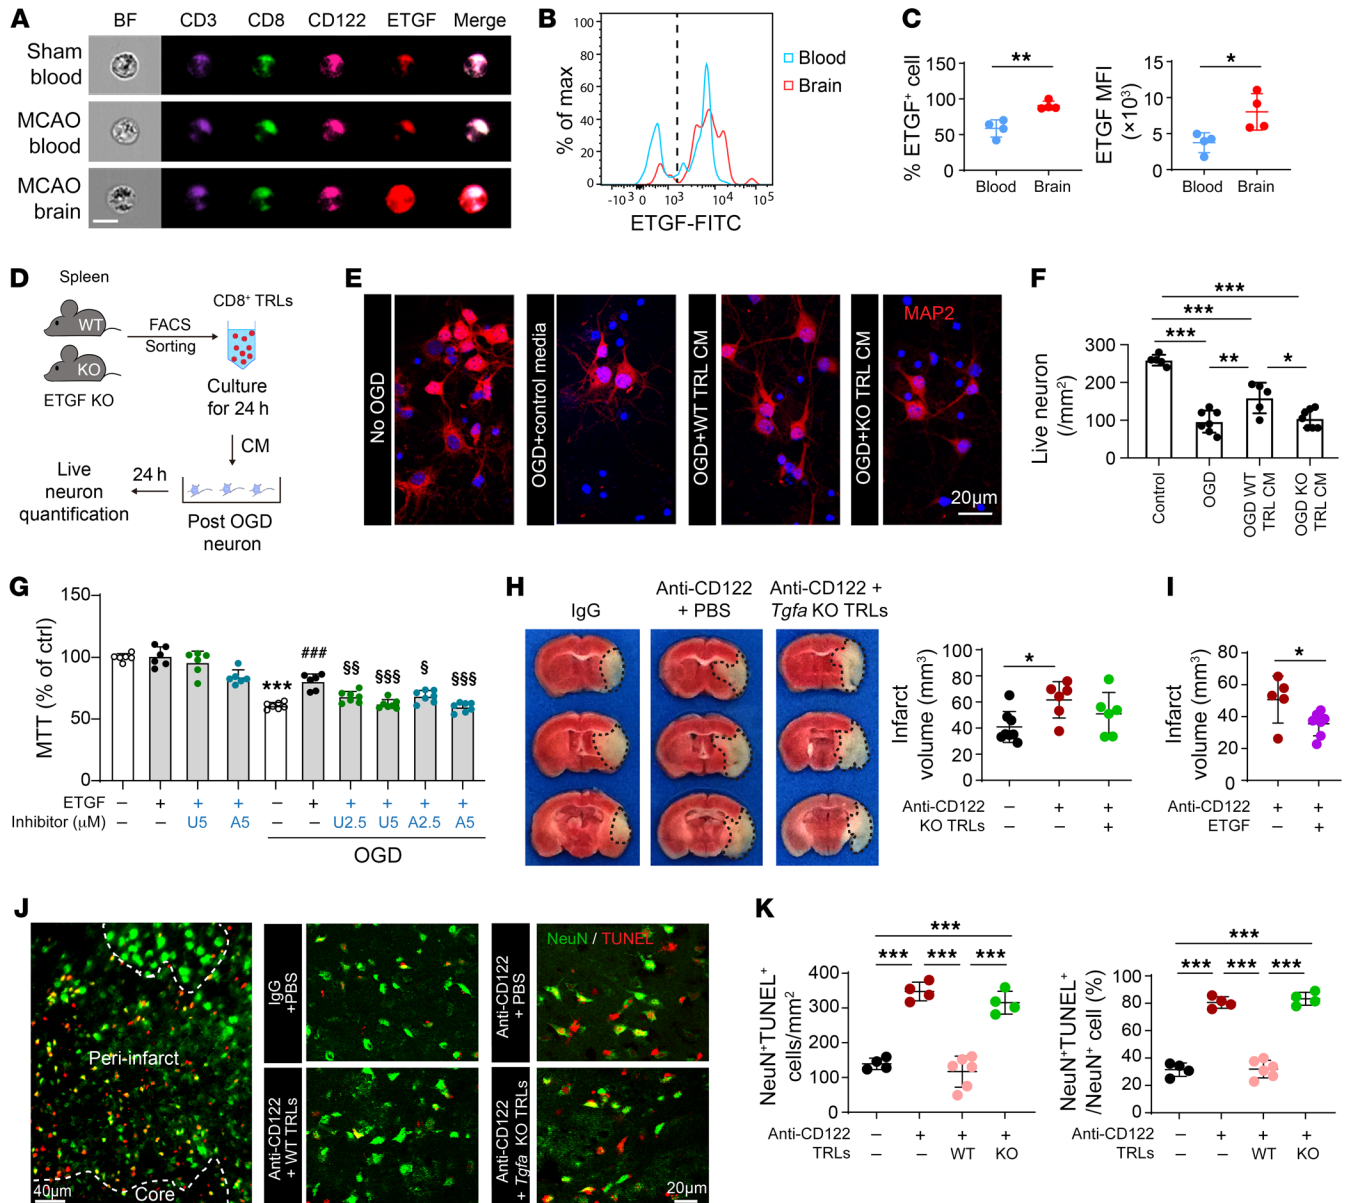 A
BF CD3 CD8 CD122 ETGF Merge
Sham
blood
MCAO
blood
MCAO
brain
B
% of max
100
80
60
40
20
0
-10³ 0 10³ 10⁴ 10⁵
ETGF-FITC
Blood
Brain
C
% ETGF⁺ cell
150
100
50
0
**
Blood Brain
ETGF MFI
(×10³)
15
10
5
0
*
Blood Brain
D
Spleen
WT
KO
ETGF KO
FACS
Sorting
CD8⁺ TRLs
Culture
for 24 h
CM
Post OGD
neuron
24 h
Live
neuron
quantification
E
No OGD
OGD+control media
OGD+WT TRL CM
OGD+KO TRL CM
MAP2
20μm
F
Live neuron
(/mm²)
300
200
100
0
***
***
***
** *
Control
OGD
OGD WT
TRL CM
OGD KO
TRL CM
G
MTT (% of ctrl)
150
100
50
0
*** ### §§ §§§ § §§§
ETGF − + + + − + + + + +
Inhibitor (μM) − − U5 A5 − − U2.5 U5 A2.5 A5
OGD
H
IgG
Anti-CD122
+ PBS
Anti-CD122 +
Tgfa KO TRLs
Infarct
volume (mm³)
100
80
60
40
20
0
*
Anti-CD122 − + +
KO TRLs − − +
I
Infarct
volume (mm³)
80
60
40
20
0
*
Anti-CD122 + +
ETGF − +
J
Peri-infarct
Core
40μm
IgG
+PBS
Anti-CD122
+ PBS
NeuN / TUNEL
Anti-CD122
+ WT TRLs
Anti-CD122
+ Tgfa KO TRLs
20μm
K
NeuN⁺TUNEL⁺
cells/mm²
400
300
200
100
0
***
*** *** ***
Anti-CD122 − + + +
TRLs − − WT KO
NeuN⁺TUNEL⁺
/NeuN⁺ cell (%)
100
80
60
40
20
0
***
*** *** ***
Anti-CD122 − + + +
TRLs − − WT KO